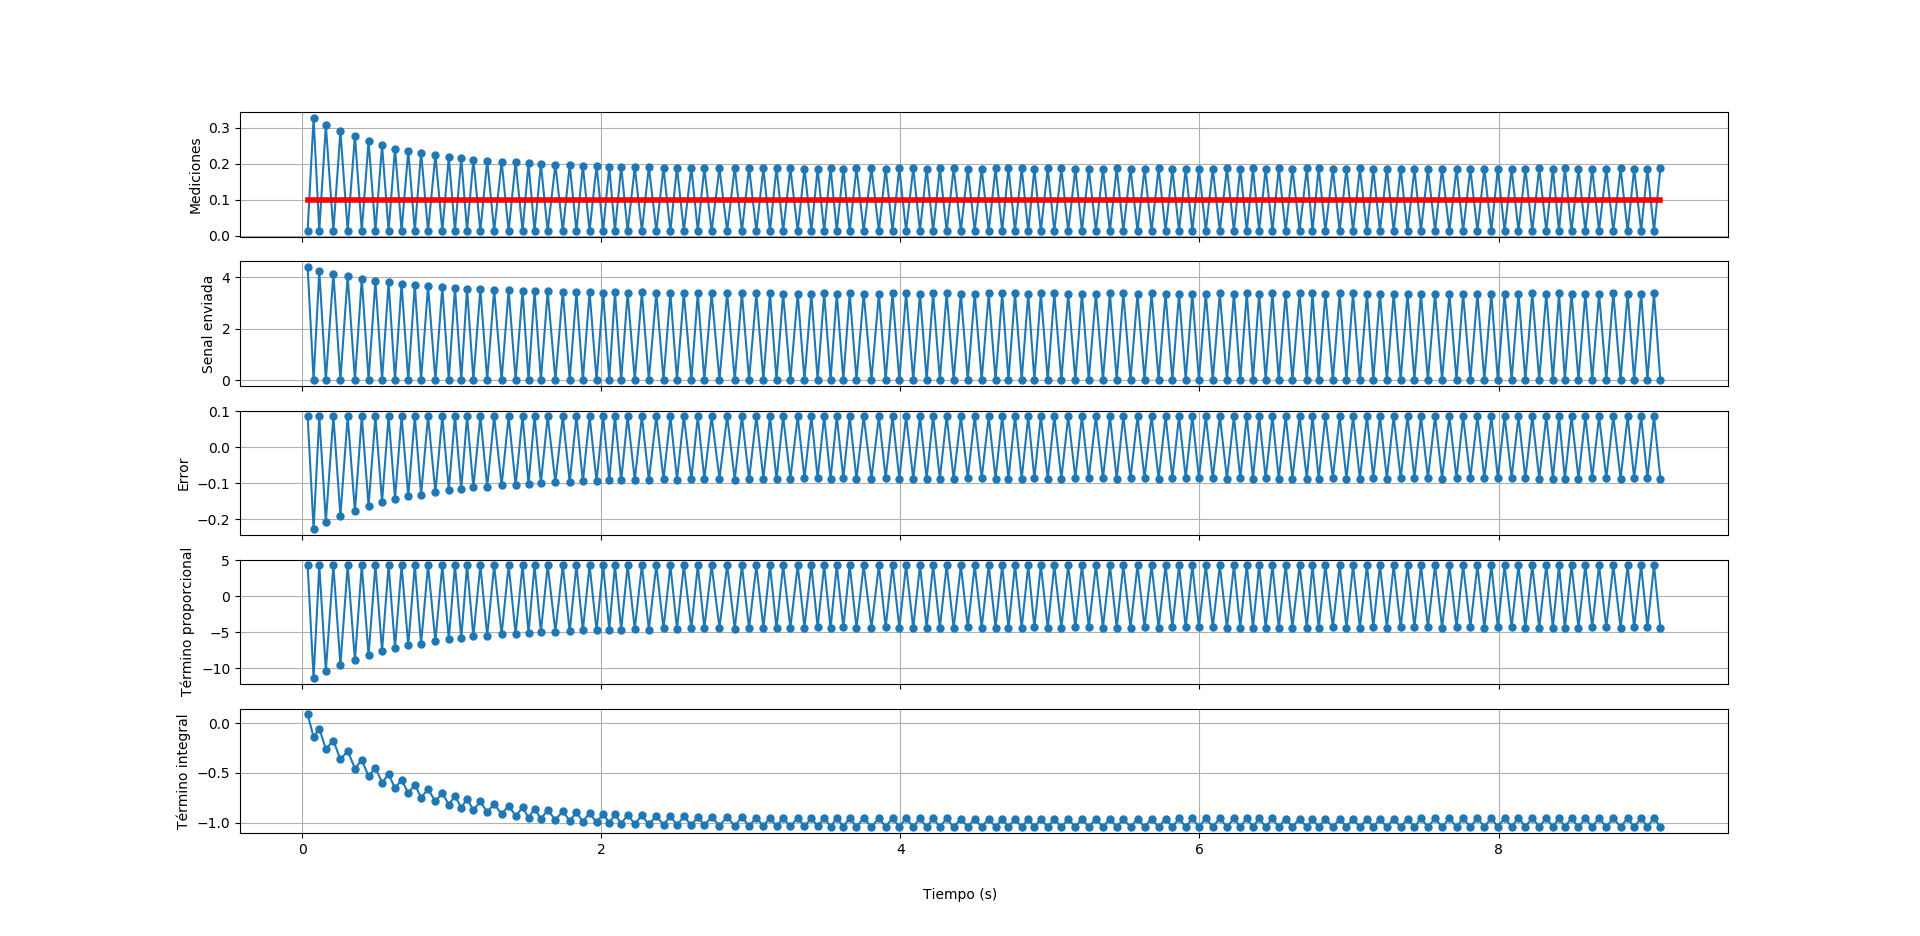 Mediciones
0.3
0.2
0.1
0.0
Senal enviada
4
2
0
Error
0.1
0.0
−0.1
−0.2
Término proporcional
5
0
−5
−10
Término integral
0.0
−0.5
−1.0
0 2 4 6 8
Tiempo (s)